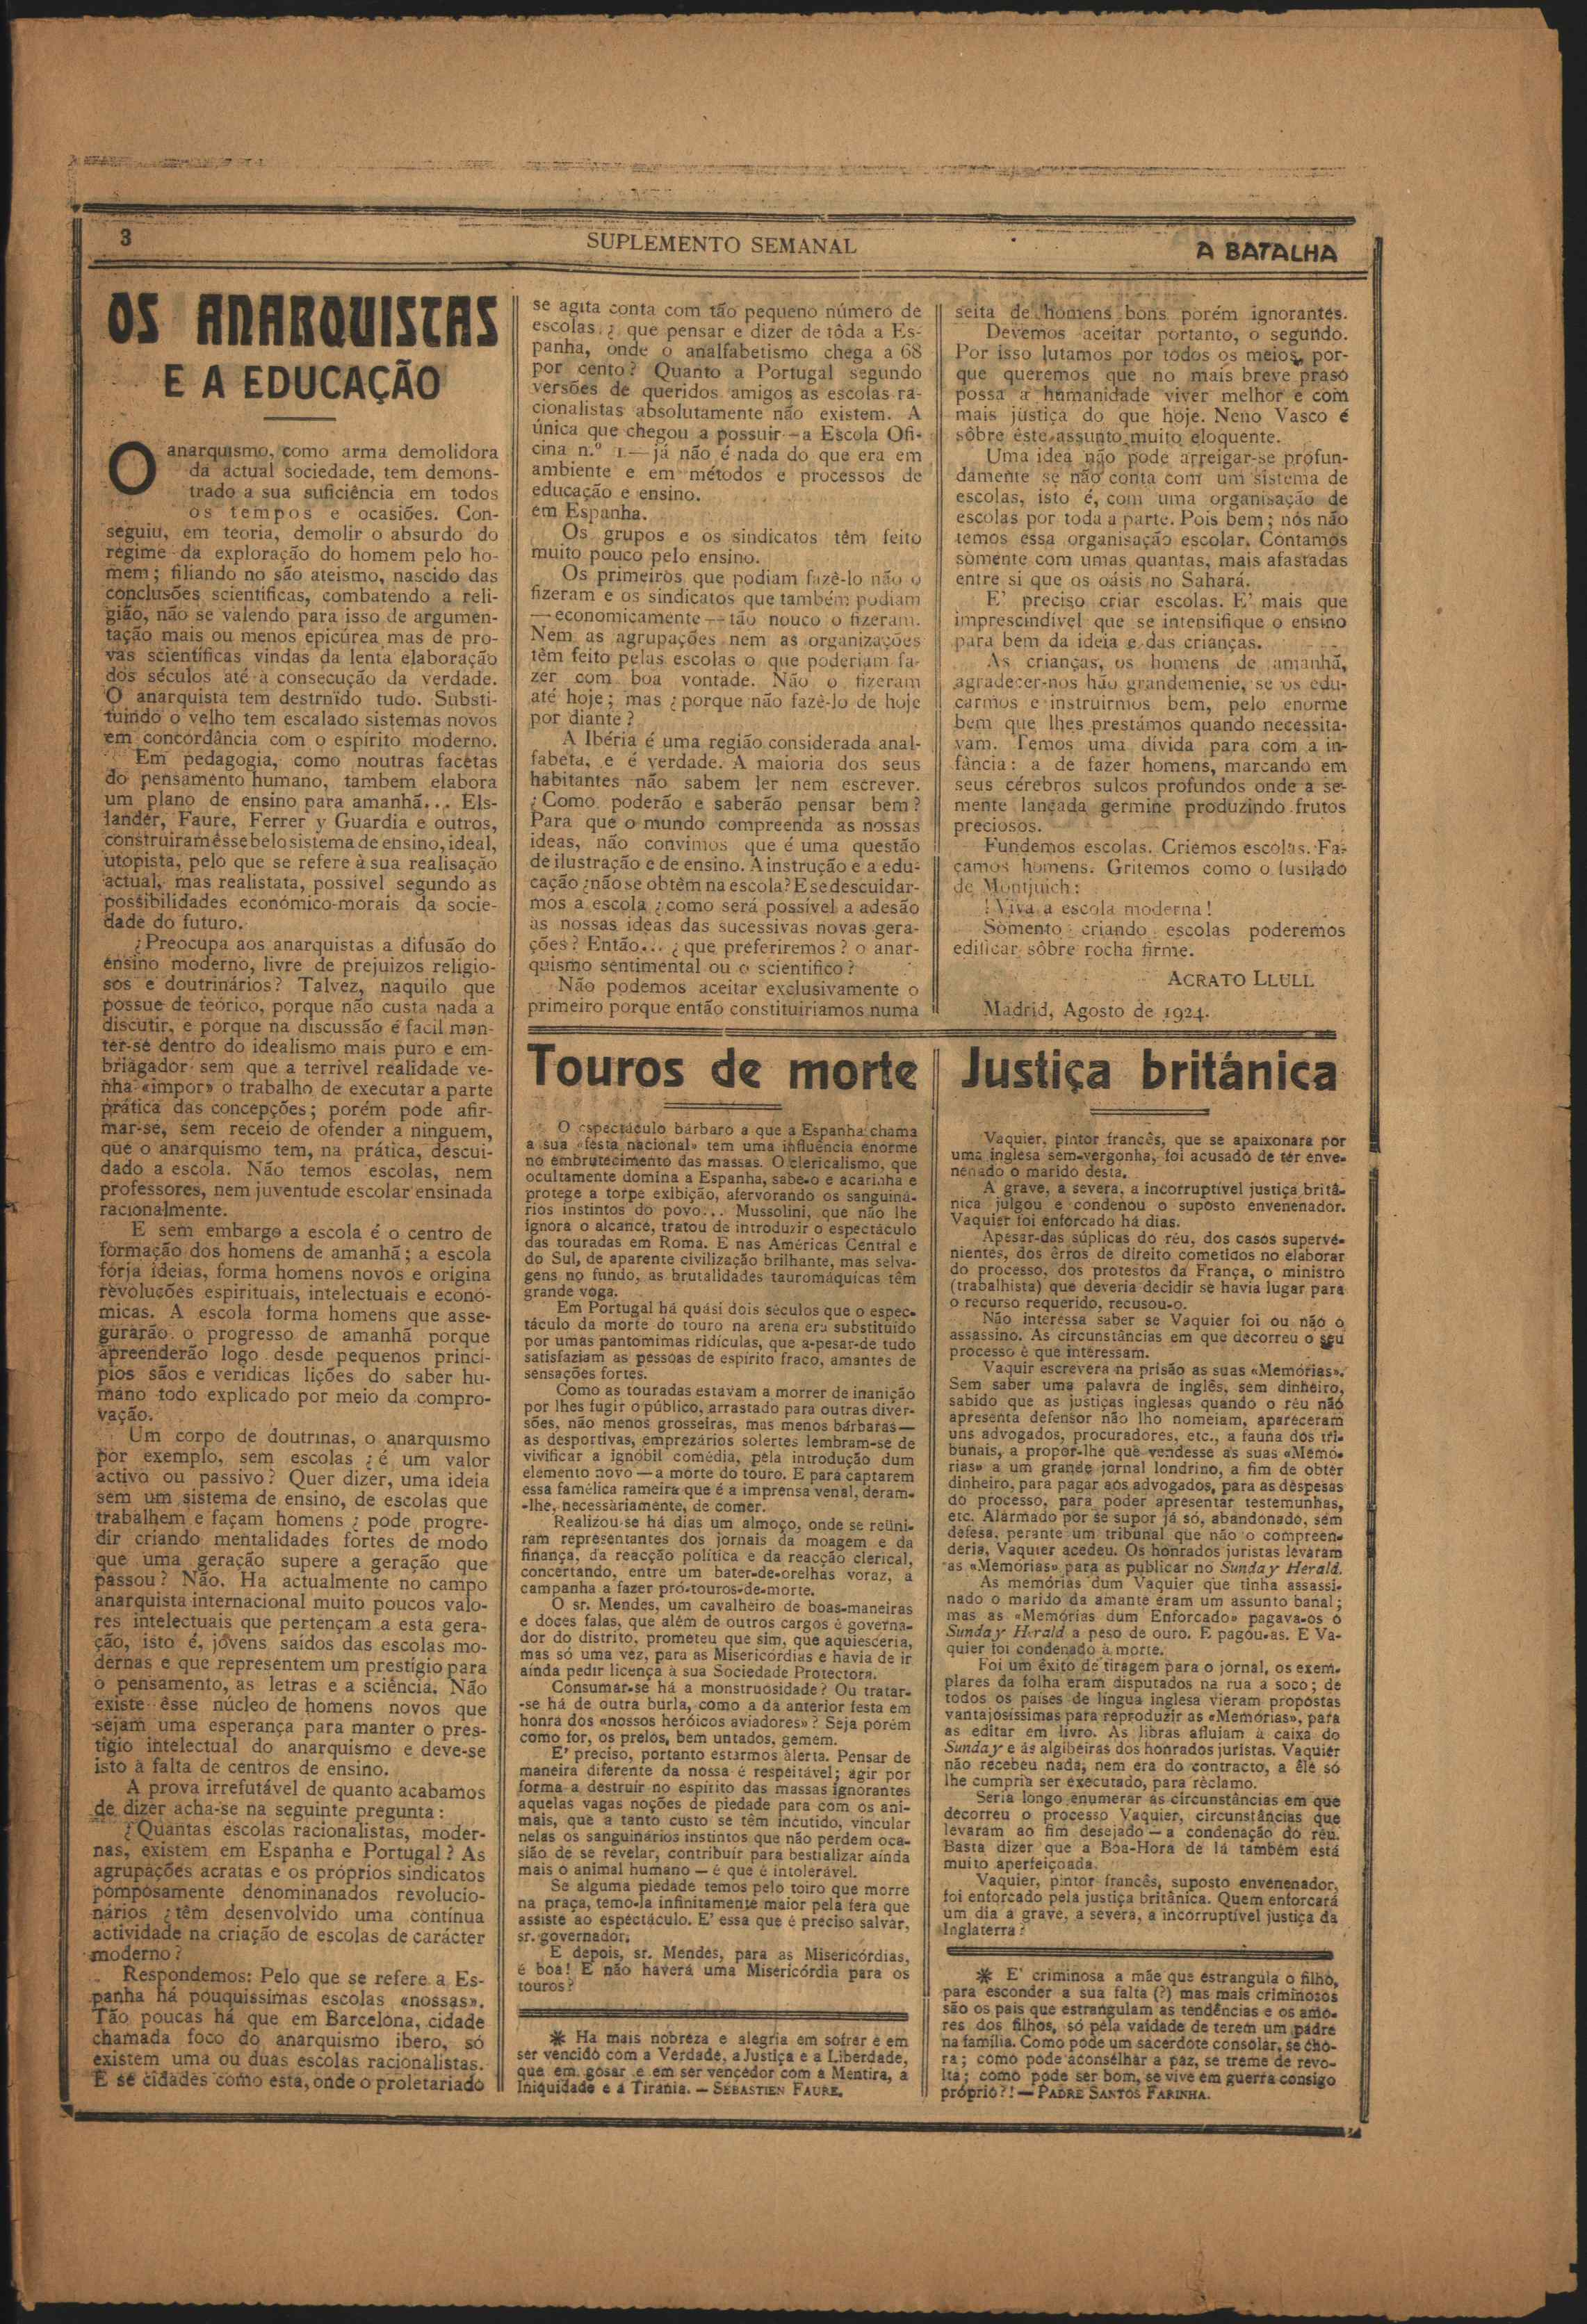 3
SUPLEMENTO SEMANAL
A BATALHA
OS ANARQUISTAS
E A EDUCAÇÃO
O anarquismo, como arma demolidora
da actual sociedade, tem demons-
trado a sua suficiência em todos
os tempos e ocasiões. Con-
seguiu, em teoria, demolir o absurdo do
regime da exploração do homem pelo ho-
mem; filiando no são ateismo, nascido das
conclusões scientificas, combatendo a reli-
gião, não se valendo para isso de argumen-
tação mais ou menos epicúrea mas de pro-
vas scientíficas vindas da lenta elaboração
dos séculos até a consecução da verdade.
O anarquista tem destrnído tudo. Substi-
tuindo o velho tem escalado sistemas novos
em concordância com o espírito moderno.
Em pedagogia, como noutras facetas
do pensamento humano, tambem elabora
um plano de ensino para amanhã... Els-
lander, Faure, Ferrer y Guardia e outros,
construiram êsse belo sistema de ensino, ideal,
utopista, pelo que se refere à sua realisação
actual, mas realistata, possivel segundo as
possibilidades económico-morais da socie-
dade do futuro.
¿Preocupa aos anarquistas a difusão do
ensino moderno, livre de prejuizos religio-
sos e doutrinários? Talvez, naquilo que
possue de teórico, porque não custa nada a
discutir, e porque na discussão é facil man-
ter-se dentro do idealismo mais puro e em-
briagador sem que a terrivel realidade ve-
nha «impor» o trabalho de executar a parte
prática das concepções; porém pode afir-
mar-se, sem receio de ofender a ninguem,
que o anarquismo tem, na prática, descui-
dado a escola. Não temos escolas, nem
professores, nem juventude escolar ensinada
racionalmente.
E sem embargo a escola é o centro de
formação dos homens de amanhã; a escola
forja ideias, forma homens novos e origina
revoluções espirituais, intelectuais e econó-
micas. A escola forma homens que asse-
gurarão o progresso de amanhã porque
apreenderão logo desde pequenos princi-
pios sãos e veridicas lições do saber hu-
mano todo explicado por meio da compro-
vação.
Um corpo de doutrinas, o anarquismo
por exemplo, sem escolas ¿é um valor
activo ou passivo? Quer dizer, uma ideia
sem um sistema de ensino, de escolas que
trabalhem e façam homens ¿pode progre-
dir criando mentalidades fortes de modo
que uma geração supere a geração que
passou? Não. Ha actualmente no campo
anarquista internacional muito poucos valo-
res intelectuais que pertençam a esta gera-
ção, isto é, jóvens saídos das escolas mo-
dernas e que representem um prestígio para
o pensamento, as letras e a sciência. Não
existe êsse núcleo de homens novos que
sejam uma esperança para manter o pres-
tigio intelectual do anarquismo e deve-se
isto à falta de centros de ensino.
A prova irrefutável de quanto acabamos
de dizer acha-se na seguinte pregunta:
¿Quantas escolas racionalistas, moder-
nas, existem em Espanha e Portugal? As
agrupações acratas e os próprios sindicatos
pomposamente denominanados revolucio-
nários ¿têm desenvolvido uma contínua
actividade na criação de escolas de carácter
moderno?
Respondemos: Pelo que se refere a Es-
panha há pouquissimas escolas «nossas».
Tão poucas há que em Barcelona, cidade
chamada foco do anarquismo ibero, só
existem uma ou duas escolas racionalistas.
E se cidades como esta, onde o proletariado
se agita conta com tão pequeno número de
escolas, ¿ que pensar e dizer de tôda a Es-
panha, onde o analfabetismo chega a 68
por cento? Quanto a Portugal segundo
versões de queridos amigos as escolas ra-
cionalistas absolutamente não existem. A
única que chegou a possuir—a Escola Ofi-
cina n.º 1—já não é nada do que era em
ambiente e em métodos e processos de
educação e ensino.
em Espanha.
Os grupos e os sindicatos têm feito
muito pouco pelo ensino.
Os primeiros que podiam fazê-lo não o
fizeram e os sindicatos que também podiam
—economicamente—tão nouco o fizeram.
Nem as agrupações nem as organizações
têm feito pelas escolas o que poderiam fa-
zer com boa vontade. Não o fizeram
até hoje; mas ¿porque não fazê-lo de hoje
por diante?
A Ibéria é uma região considerada anal-
fabeta, e é verdade. A maioria dos seus
habitantes não sabem ler nem escrever.
¿Como poderão e saberão pensar bem?
Para que o mundo compreenda as nossas
ideas, não convimos que é uma questão
de ilustração e de ensino. A instrução e a edu-
cação ¿não se obtêm na escola? E se descuidar-
mos a escola ¿como será possível a adesão
às nossas ideas das sucessivas novas gera-
ções? Então... ¿que preferiremos? o anar-
quismo sentimental ou o scientifico?
Não podemos aceitar exclusivamente o
primeiro porque então constituiriamos numa
seita de homens bons porém ignorantes.
Devemos aceitar portanto, o segundo.
Por isso lutamos por todos os meios, por-
que queremos que no mais breve praso
possa a humanidade viver melhor e com
mais justiça do que hoje. Neno Vasco é
sôbre êste assunto muito eloquente.
Uma idea não pode arreigar-se profun-
damente se não conta com um sistema de
escolas, isto é, com uma organisação de
escolas por toda a parte. Pois bem; nós não
temos essa organisação escolar. Contamos
sòmente com umas quantas, mais afastadas
entre si que os oásis no Sahará.
E' preciso criar escolas. E' mais que
imprescindivel que se intensifique o ensino
para bem da ideia e das crianças.
As crianças, os homens de amanhã,
agradecer-nos hão grandemenie, se os edu-
carmos e instruirmos bem, pelo enorme
bem que lhes prestámos quando necessita-
vam. Temos uma dívida para com a in-
fância: a de fazer homens, marcando em
seus cérebros sulcos profundos onde a se-
mente lançada germine produzindo frutos
preciosos.
Fundemos escolas. Criemos escolas. Fa-
çamos homens. Gritemos como o fusilado
de Montjuich:
¡Viva a escola moderna!
Sòmento criando escolas poderemos
edificar sôbre rocha firme.
ACRATO LLULL
Madrid, Agosto de 1924.
Touros de morte
O espectáculo bárbaro a que a Espanha chama
a sua «festa nacional» tem uma influência enorme
no embrutecimento das massas. O clericalismo, que
ocultamente domina a Espanha, sabe-o e acarinha e
protege a torpe exibição, afervorando os sanguiná-
rios instintos do povo... Mussolini, que não lhe
ignora o alcance, tratou de introduzir o espectáculo
das touradas em Roma. E nas Américas Central e
do Sul, de aparente civilização brilhante, mas selva-
gens no fundo, as brutalidades tauromáquicas têm
grande voga.
Em Portugal há quási dois séculos que o espec-
táculo da morte do touro na arena era substituído
por umas pantomimas ridículas, que a-pesar-de tudo
satisfaziam as pessoas de espírito fraco, amantes de
sensações fortes.
Como as touradas estavam a morrer de inanição
por lhes fugir o público, arrastado para outras diver-
sões, não menos grosseiras, mas menos bárbaras—
as desportivas, emprezários solertes lembram-se de
vivificar a ignóbil comédia, pela introdução dum
elemento novo—a morte do touro. E para captarem
essa famélica rameira que é a imprensa venal, deram-
-lhe, necessàriamente, de comer.
Realizou-se há dias um almoço, onde se reüni-
ram representantes dos jornais da moagem e da
finança, da reacção política e da reacção clerical,
concertando, entre um bater-de-orelhas voraz, a
campanha a fazer pró-touros-de-morte.
O sr. Mendes, um cavalheiro de boas-maneiras
e doces falas, que além de outros cargos é governa-
dor do distrito, prometeu que sim, que aquiesceria,
mas só uma vez, para as Misericórdias e havia de ir
ainda pedir licença à sua Sociedade Protectora.
Consumar-se há a monstruosidade? Ou tratar-
-se há de outra burla, como a da anterior festa em
honra dos «nossos heróicos aviadores»? Seja porém
como for, os prelos, bem untados, gemem.
E' preciso, portanto estarmos àlerta. Pensar de
maneira diferente da nossa é respeitável; agir por
forma a destruir no espírito das massas ignorantes
aquelas vagas noções de piedade para com os ani-
mais, que a tanto custo se têm incutido, vincular
nelas os sanguinários instintos que não perdem oca-
sião de se revelar, contribuir para bestializar ainda
mais o animal humano—é que é intolerável.
Se alguma piedade temos pelo toiro que morre
na praça, temo-la infinitamente maior pela fera que
assiste ao espectáculo. E' essa que é preciso salvar,
sr. governador.
E depois, sr. Mendes, para as Misericórdias,
é boa! E não haverá uma Misericórdia para os
touros?
✻ Ha mais nobreza e alegria em sofrer e em
ser vencido com a Verdade, a Justiça e a Liberdade,
que em gosar e em ser vencedor com a Mentira, a
Iniquidade e a Tirania.—SEBASTIEN FAURE.
Justiça britânica
Vaquier, pintor francês, que se apaixonara por
uma inglesa sem-vergonha, foi acusado de ter enve-
nenado o marido desta.
A grave, a severa, a incorruptível justiça britâ-
nica julgou e condenou o suposto envenenador.
Vaquier foi enforcado há dias.
Apesar-das súplicas do réu, dos casos supervé-
nientes, dos êrros de direito cometidos no elaborar
do processo, dos protestos da França, o ministro
(trabalhista) que deveria decidir se havia lugar para
o recurso requerido, recusou-o.
Não interessa saber se Vaquier foi ou não o
assassino. As circunstâncias em que decorreu o seu
processo é que interessam.
Vaquir escrevera na prisão as suas «Memórias».
Sem saber uma palavra de inglês, sem dinheiro,
sabido que as justiças inglesas quando o réu não
apresenta defensor não lho nomeiam, apareceram
uns advogados, procuradores, etc., a fauna dos tri-
bunais, a propor-lhe que vendesse as suas «Memó-
rias» a um grande jornal londrino, a fim de obter
dinheiro, para pagar aos advogados, para as despesas
do processo, para poder apresentar testemunhas,
etc. Alarmado por se supor já só, abandonado, sem
defesa, perante um tribunal que não o compreen-
deria, Vaquier acedeu. Os honrados juristas levaram
as «Memórias» para as publicar no Sunday Herald.
As memórias dum Vaquier que tinha assassi-
nado o marido da amante eram um assunto banal;
mas as «Memórias dum Enforcado» pagava-os o
Sunday Herald a peso de ouro. E pagou-as. E Va-
quier foi condenado à morte.
Foi um êxito de tiragem para o jornal, os exem-
plares da folha eram disputados na rua a soco; de
todos os países de língua inglesa vieram propostas
vantajosíssimas para reproduzir as «Memórias», para
as editar em livro. As libras afluiam à caixa do
Sunday e às algibeiras dos honrados juristas. Vaquiér
não recebeu nada; nem era do contracto, a êle só
lhe cumpria ser executado, para reclamo.
Seria longo enumerar as circunstâncias em que
decorreu o processo Vaquier, circunstâncias que
levaram ao fim desejado—a condenação do réu.
Basta dizer que a Boa-Hora de lá também está
muito aperfeiçoada.
Vaquier, pintor francês, suposto envenenador,
foi enforcado pela justiça britânica. Quem enforcará
um dia a grave, a severa, a incorruptível justiça da
Inglaterra?
✻ E' criminosa a mãe que estrangula o filho,
para esconder a sua falta (?) mas mais criminosos
são os pais que estrangulam as tendências e os amo-
res dos filhos, só pela vaidade de terem um padre
na família. Como pode um sacerdote consolar, se cho-
ra; como pode aconselhar a paz, se treme de revo-
lta; como pode ser bom, se vive em guerra consigo
próprio?!—PADRE SANTOS FARINHA.